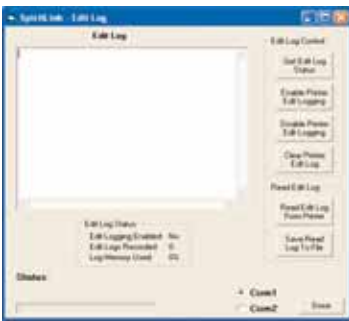 SpiritLink - Edit Log
Edit Log
Edit Log Control
Get Edit Log
Status
Enable Printer
Edit Logging
Disable Printer
Edit Logging
Clear Printer
Edit Log
Read Edit Log
Read Edit Log
From Printer
Save Read
Log To File
Edit Log Status
Edit Logging Enabled No
Edit Logs Recorded 0
Log Memory Used 0%
Status:
Com1
Com2